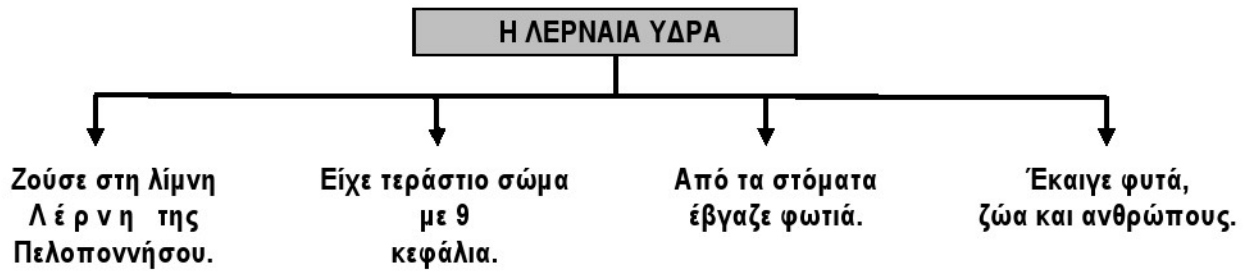 Η ΛΕΡΝΑΙΑ ΥΔΡΑ
Ζούσε στη λίμνη
Λέρνη της
Πελοποννήσου.
Είχε τεράστιο σώμα
με 9
κεφάλια.
Από τα στόματα
έβγαζε φωτιά.
Έκαιγε φυτά,
ζώα και ανθρώπους.